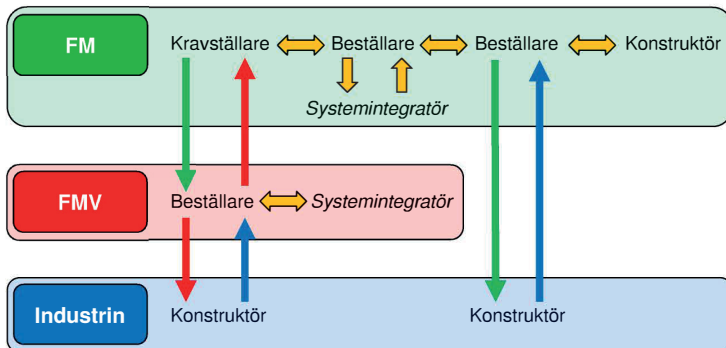 FM
Kravställare
Beställare
Beställare
Konstruktör
Systemintegratör
FMV
Beställare
Systemintegratör
Industrin
Konstruktör
Konstruktör